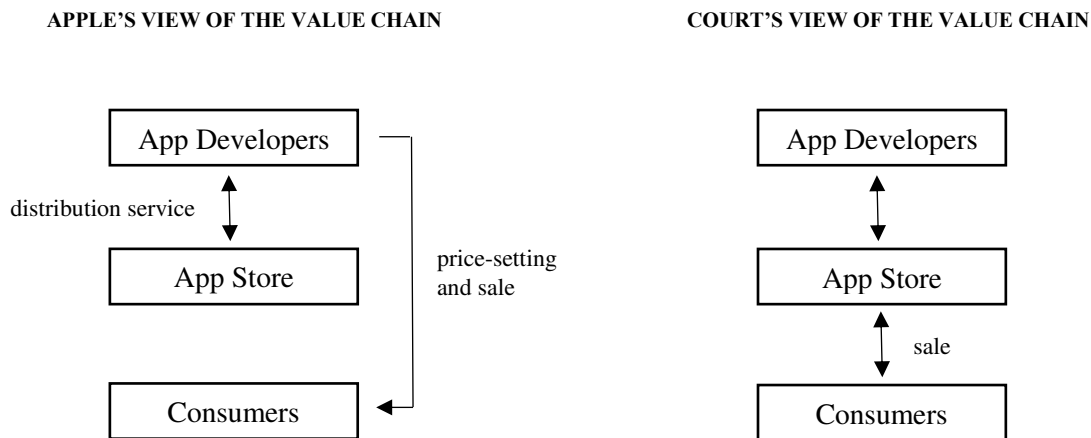 APPLE’S VIEW OF THE VALUE CHAIN
App Developers
distribution service
App Store
price-setting
and sale
Consumers
COURT’S VIEW OF THE VALUE CHAIN
App Developers
App Store
sale
Consumers